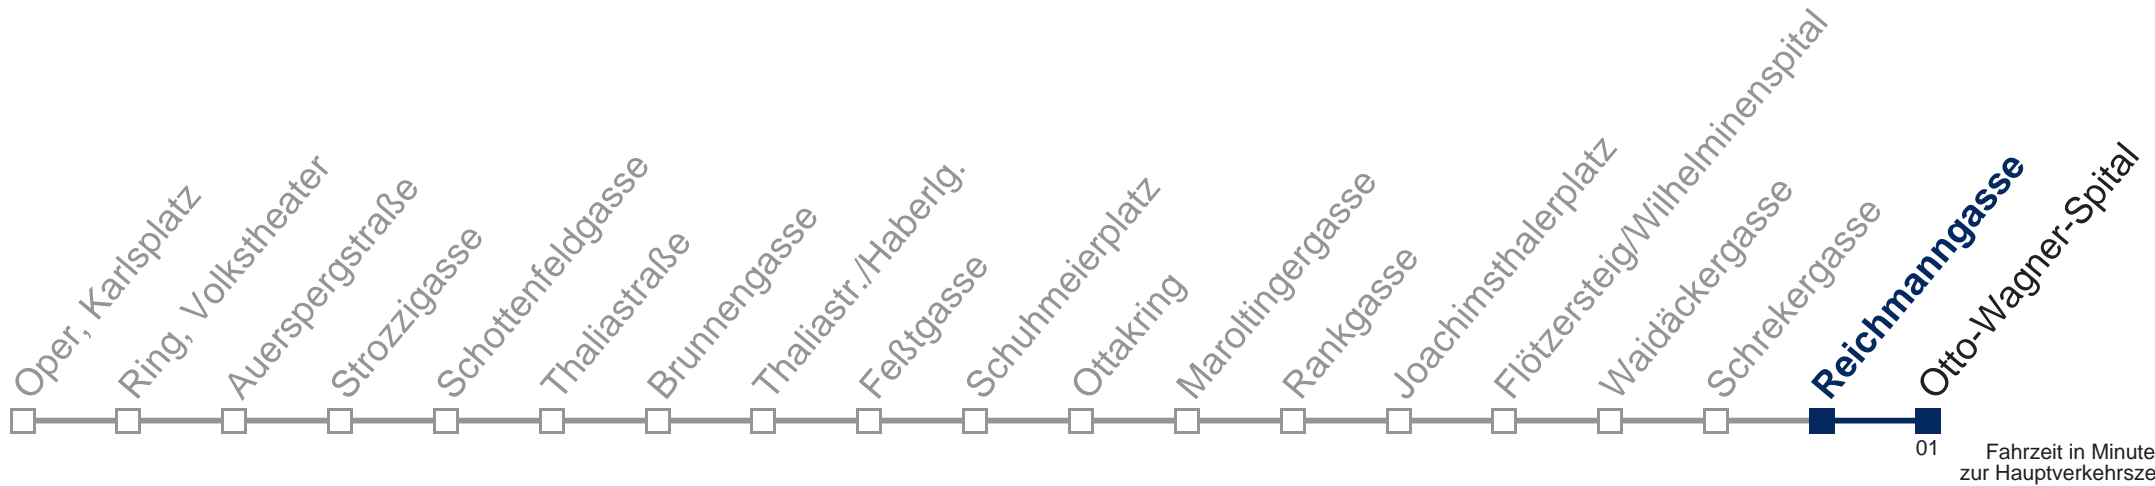 Oper, Karlsplatz
Ring, Volkstheater
Auerspergstraße
Strozzigasse
Schottenfeldgasse
Thaliastraße
Brunnengasse
Thaliastr./Haberlg.
Feßtgasse
Schuhmeierplatz
Ottakring
Maroltingergasse
Rankgasse
Joachimsthalerplatz
Flötzersteig/Wilhelminenspital
Waidäckergasse
Schrekergasse
Reichmanngasse
Otto-Wagner-Spital
01
Fahrzeit in Minute
zur Hauptverkehrsze